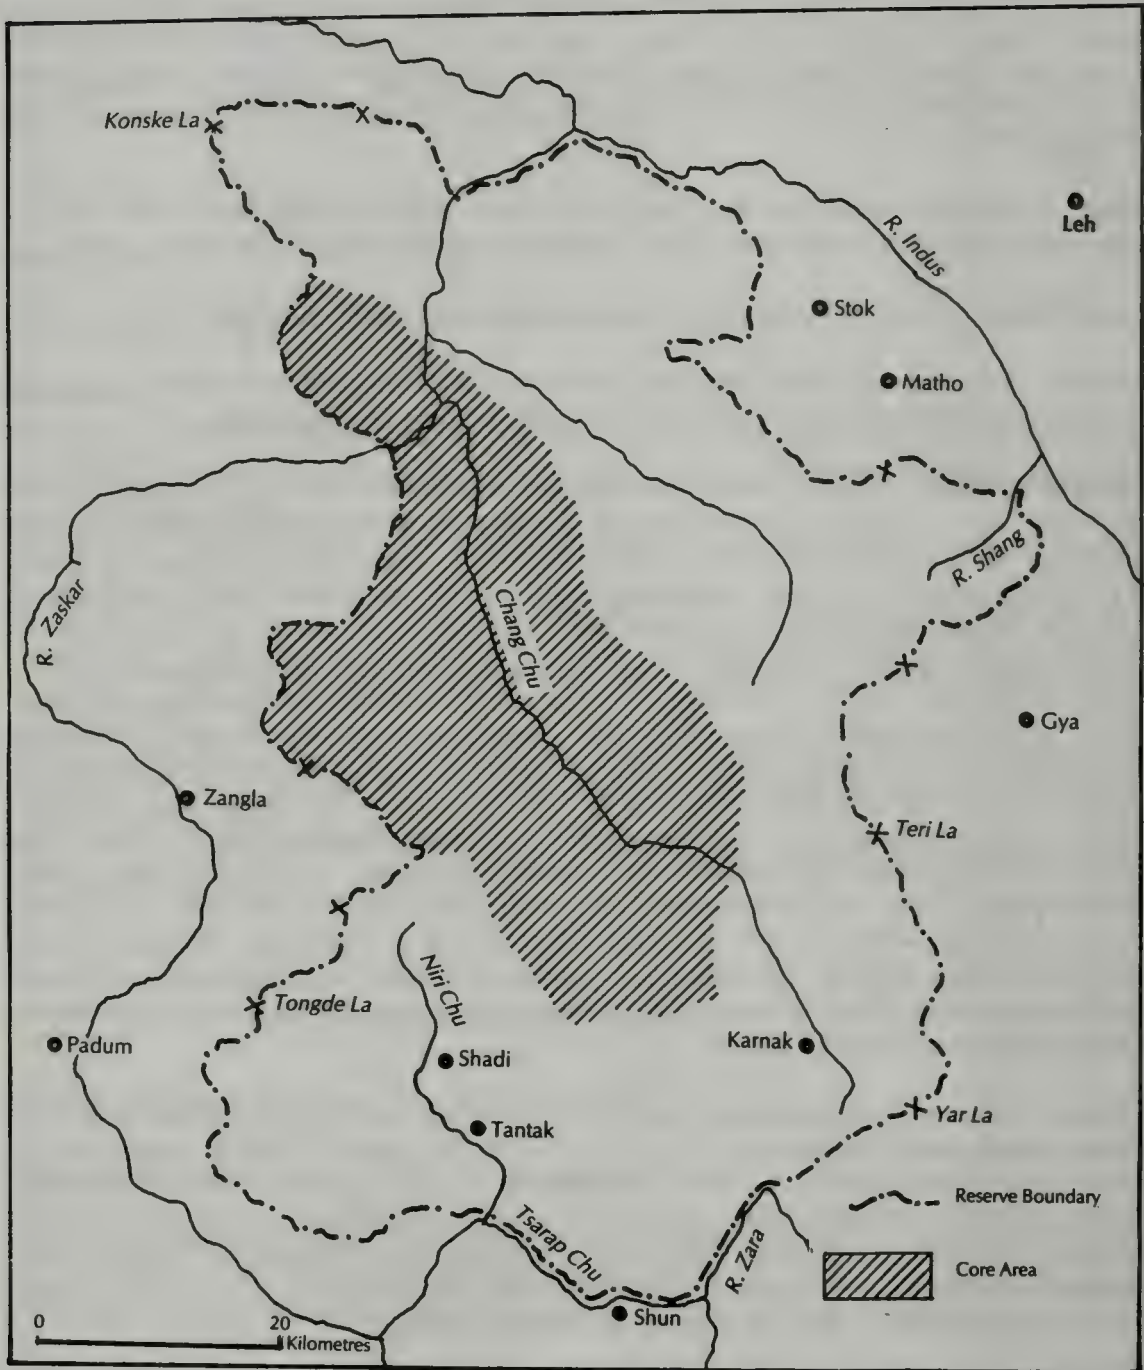 Konske La
Leh
R. Indus
Stok
Matho
R. Shang
R. Zaskar
Chang Chu
Gya
Zangla
Teri La
Niri Chu
Tongde La
Padum
Shadi
Karnak
Tantak
Yar La
Reserve Boundary
Tsarap Chu
R. Zara
Core Area
Shun
0 20
Kilometres